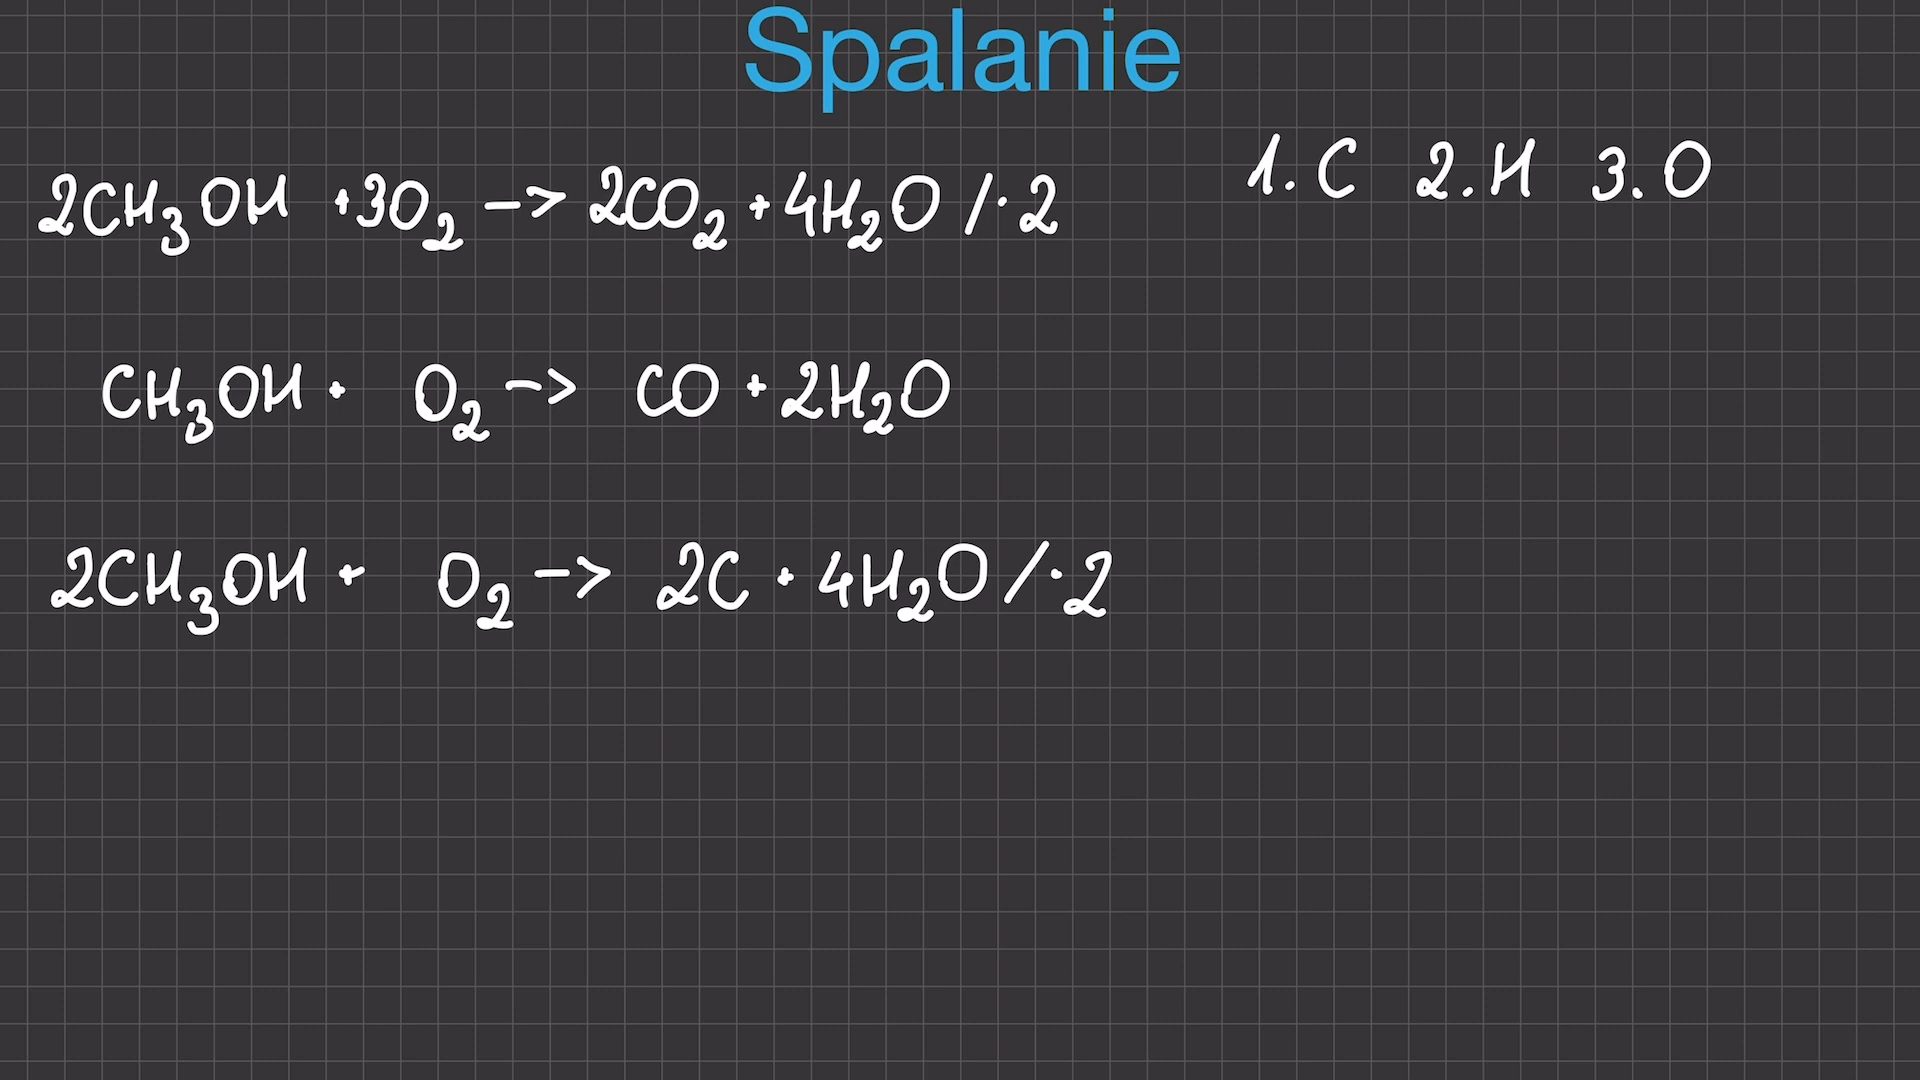 Spalanie
1. C 2. H 3. O
2CH₃OH +3O₂ -> 2CO₂ + 4H₂O /·2
CH₃OH + O₂ -> CO + 2H₂O
2CH₃OH + O₂ -> 2C + 4H₂O /·2